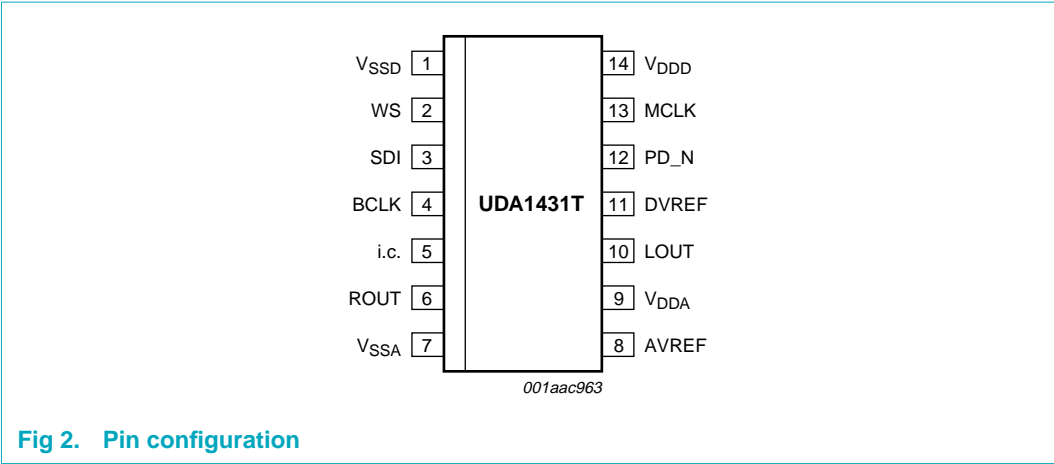 VSSD 1 14 VDDD
WS 2 13 MCLK
SDI 3 12 PD_N
BCLK 4 UDA1431T 11 DVREF
i.c. 5 10 LOUT
ROUT 6 9 VDDA
VSSA 7 8 AVREF
001aac963
Fig 2. Pin configuration